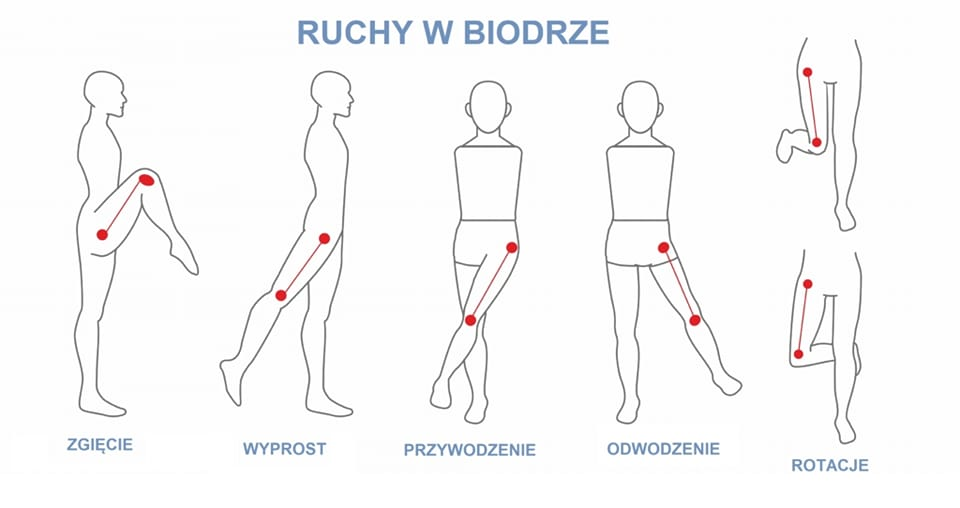 RUCHY W BIODRZE
ZGIĘCIE
WYPROST
PRZYWODZENIE
ODWODZENIE
ROTACJE